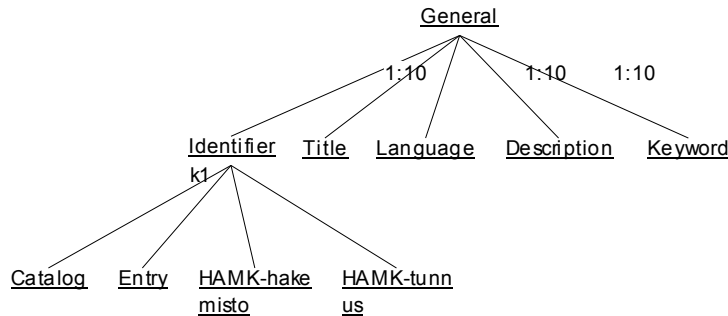 General
1:10 1:10 1:10
Identifier Title Language Description Keyword
k1
Catalog Entry HAMK-hake HAMK-tunn
misto us